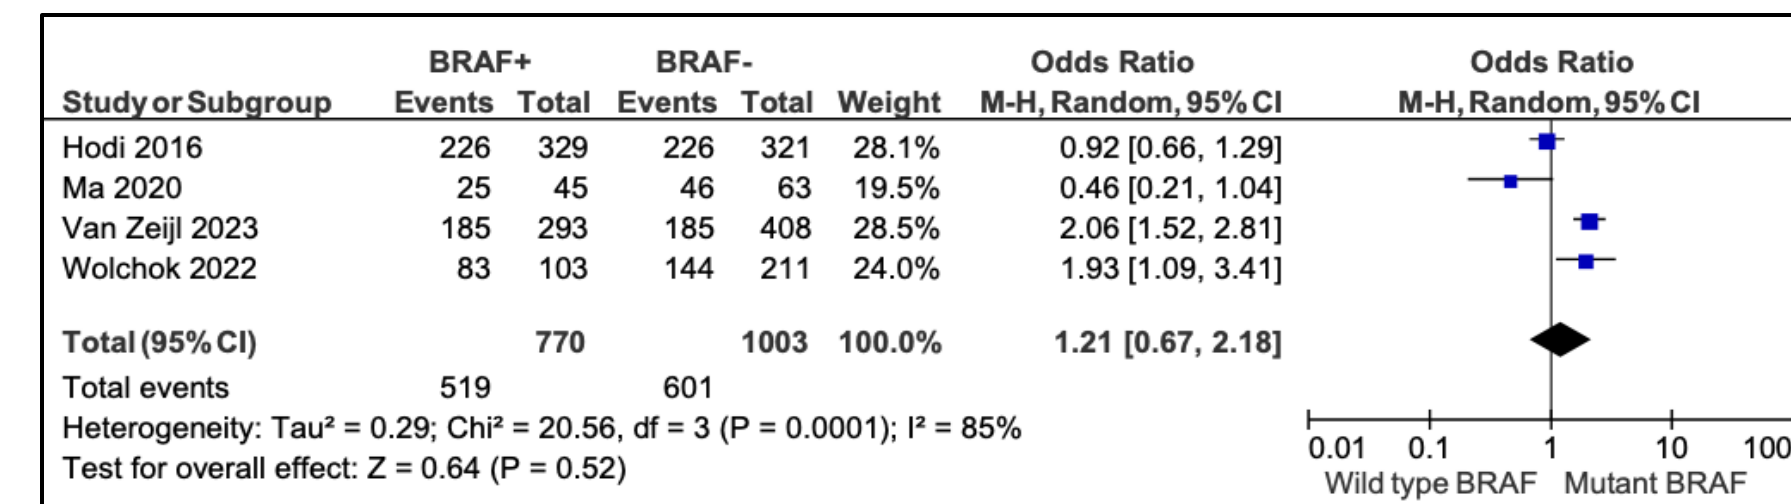 BRAF+ BRAF- Odds Ratio Odds Ratio
Study or Subgroup Events Total Events Total Weight M-H, Random, 95% CI M-H, Random, 95% CI
Hodi 2016 226 329 226 321 28.1% 0.92 [0.66, 1.29]
Ma 2020 25 45 46 63 19.5% 0.46 [0.21, 1.04]
Van Zeijl 2023 185 293 185 408 28.5% 2.06 [1.52, 2.81]
Wolchok 2022 83 103 144 211 24.0% 1.93 [1.09, 3.41]
Total (95% CI) 770 1003 100.0% 1.21 [0.67, 2.18]
Total events 519 601
Heterogeneity: Tau² = 0.29; Chi² = 20.56, df = 3 (P = 0.0001); I² = 85%
Test for overall effect: Z = 0.64 (P = 0.52)
0.01 0.1 1 10 100
Wild type BRAF Mutant BRAF